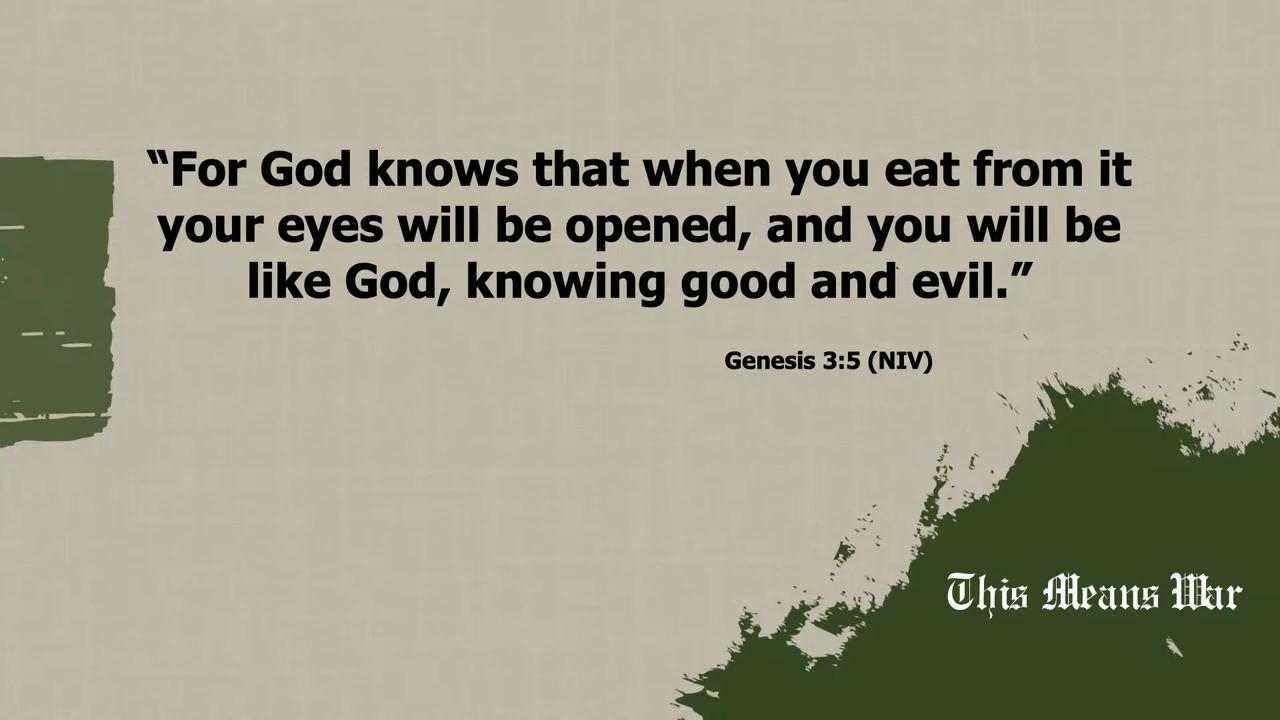 “For God knows that when you eat from it
your eyes will be opened, and you will be
like God, knowing good and evil.”
Genesis 3:5 (NIV)
This Means War